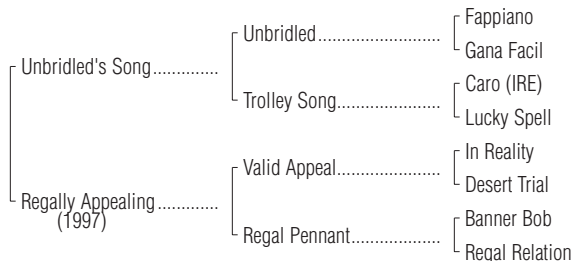 Fappiano
Unbridled........................
Gana Facil
Unbridled's Song.............
Caro (IRE)
Trolley Song....................
Lucky Spell
In Reality
Valid Appeal.....................
Desert Trial
Regally Appealing............
(1997)
Banner Bob
Regal Pennant..................
Regal Relation